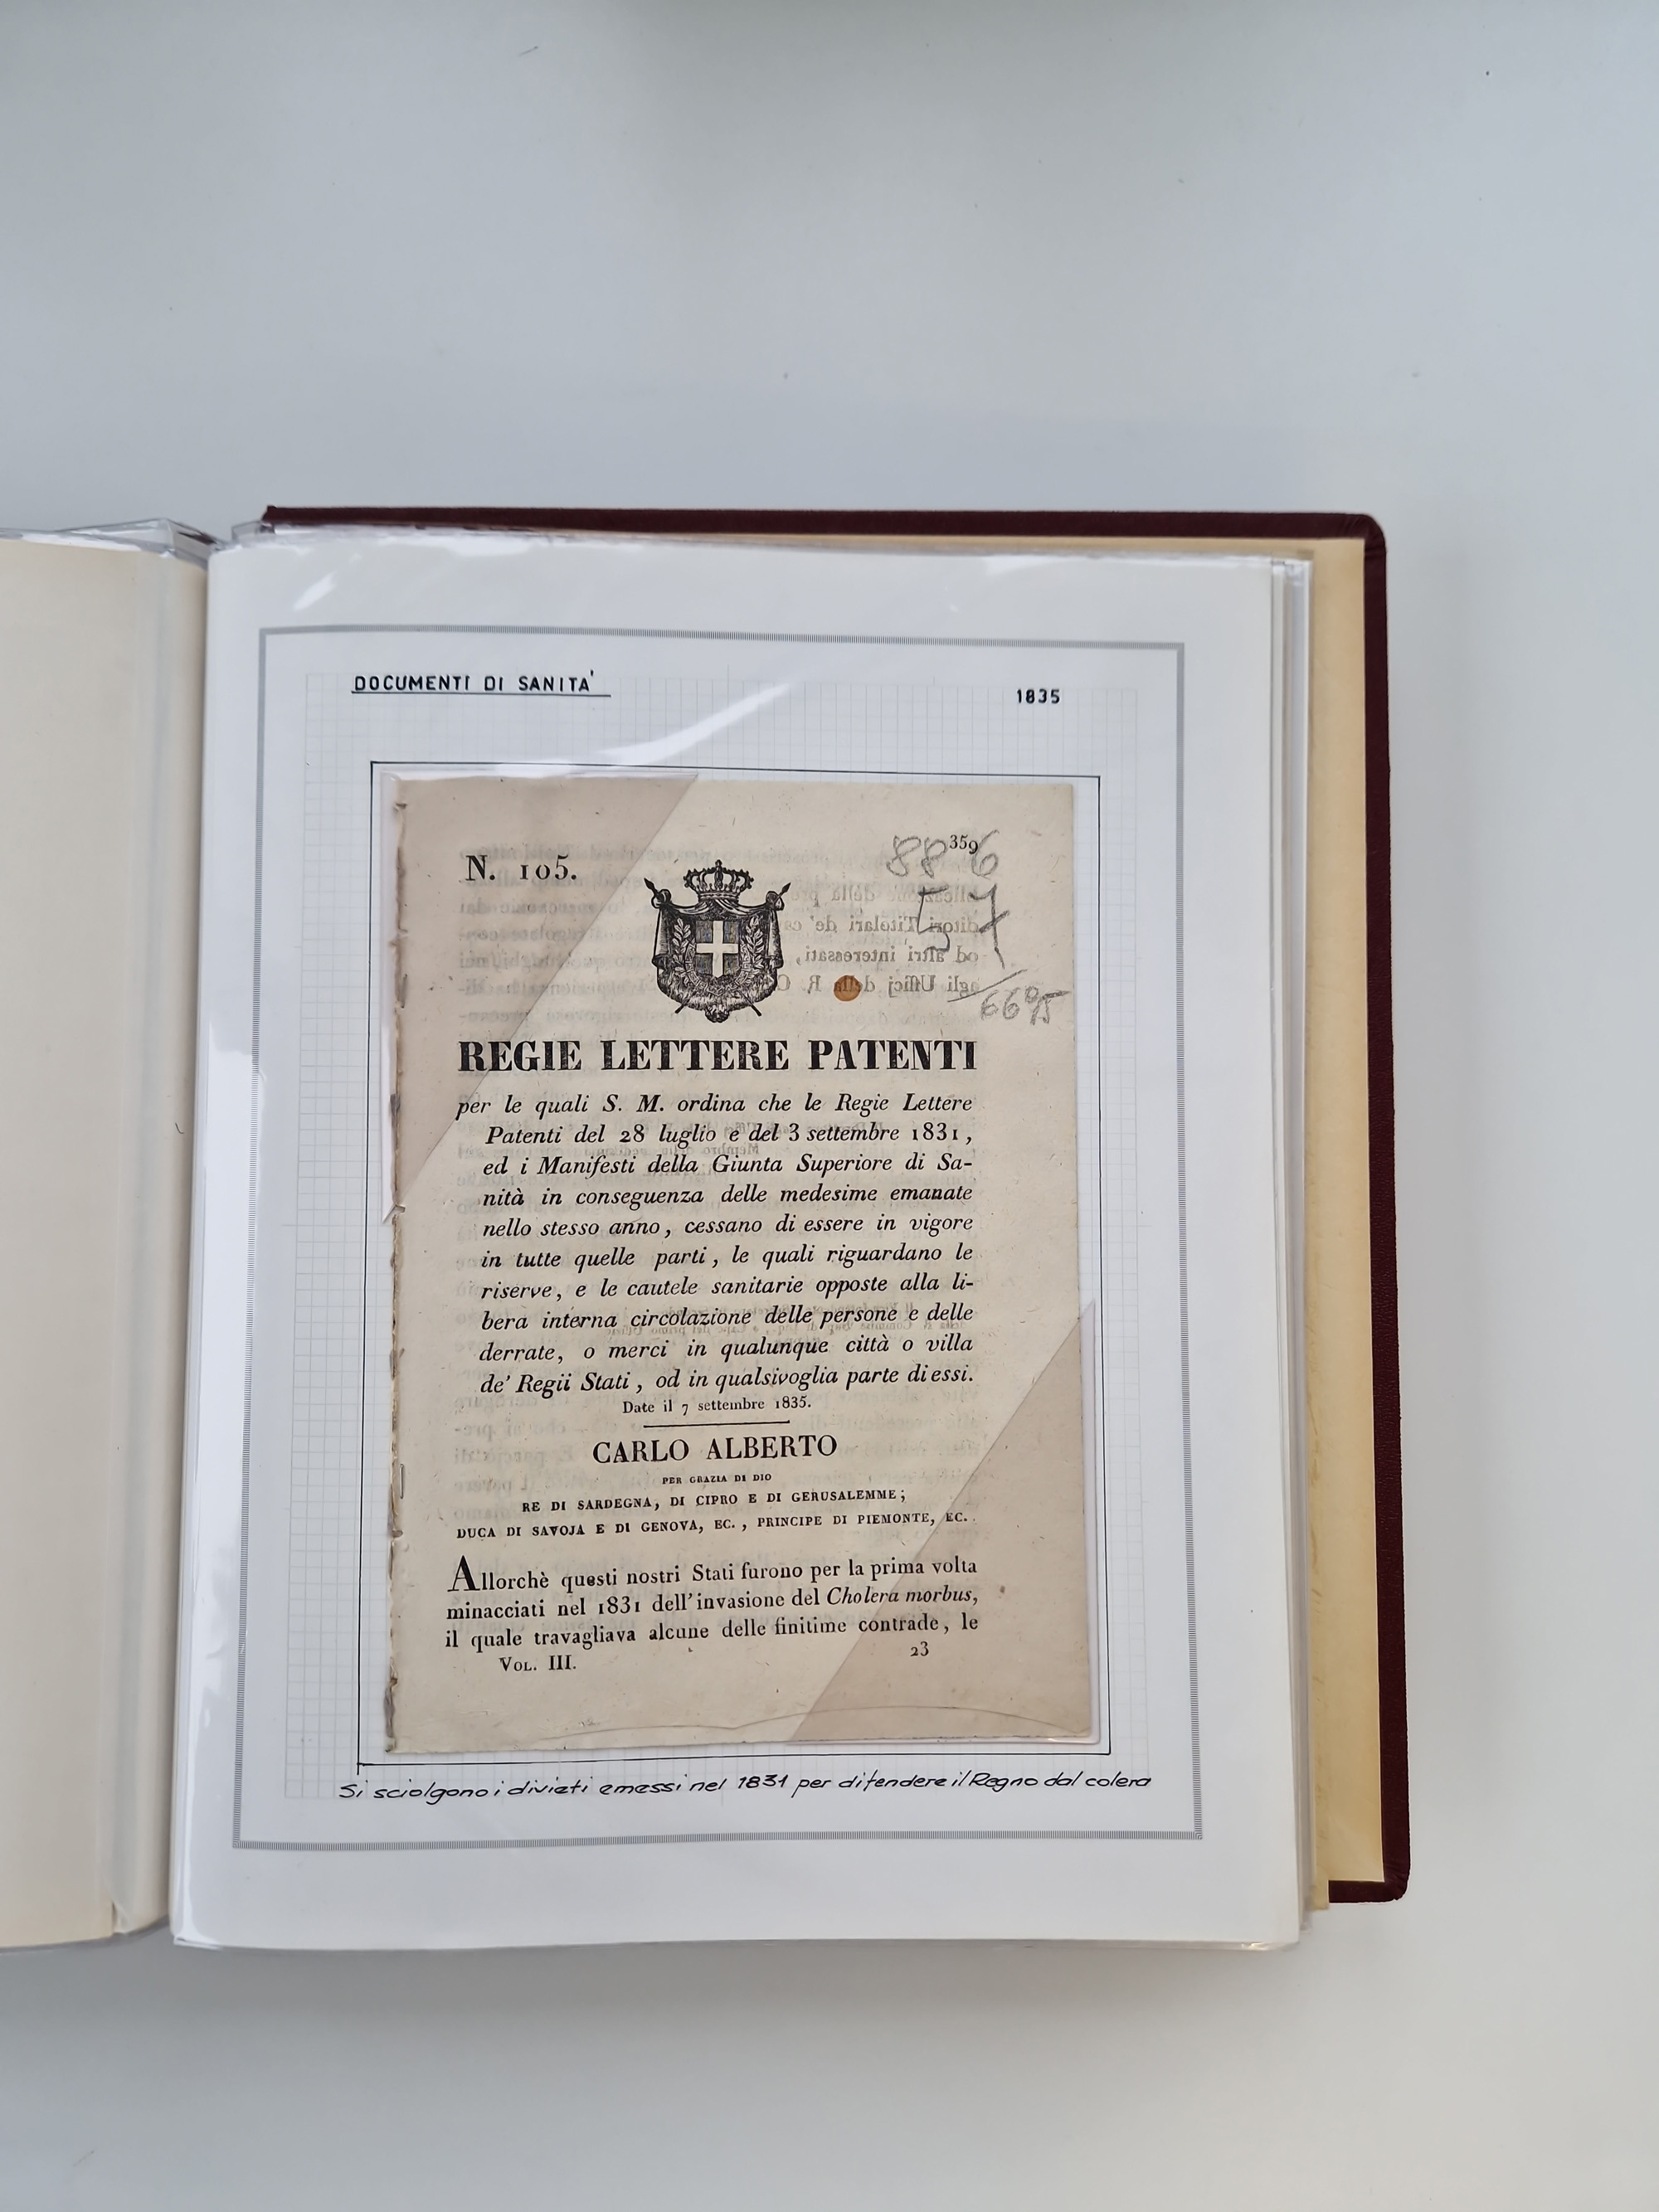 DOCUMENTI DI SANITA'
1835
359
N. 105.
88 6
57
REGIE LETTERE PATENTI
per le quali S. M. ordina che le Regie Lettere
Patenti del 28 luglio e del 3 settembre 1831,
ed i Manifesti della Giunta Superiore di Sa-
nità in conseguenza delle medesime emanate
nello stesso anno, cessano di essere in vigore
in tutte quelle parti, le quali riguardano le
riserve, e le cautele sanitarie opposte alla li-
bera interna circolazione delle persone e delle
derrate, o merci in qualunque città o villa
de' Regii Stati, od in qualsivoglia parte di essi.
Date il 7 settembre 1835.
CARLO ALBERTO
PER GRAZIA DI DIO
RE DI SARDEGNA, DI CIPRO E DI GERUSALEMME;
DUCA DI SAVOJA E DI GENOVA, EC., PRINCIPE DI PIEMONTE, EC.
Allorchè questi nostri Stati furono per la prima volta
minacciati nel 1831 dell'invasione del Cholera morbus,
il quale travagliava alcune delle finitime contrade, le
VOL. III.
23
Si sciolgono i divieti emessi nel 1831 per difendere il Regno dal colera